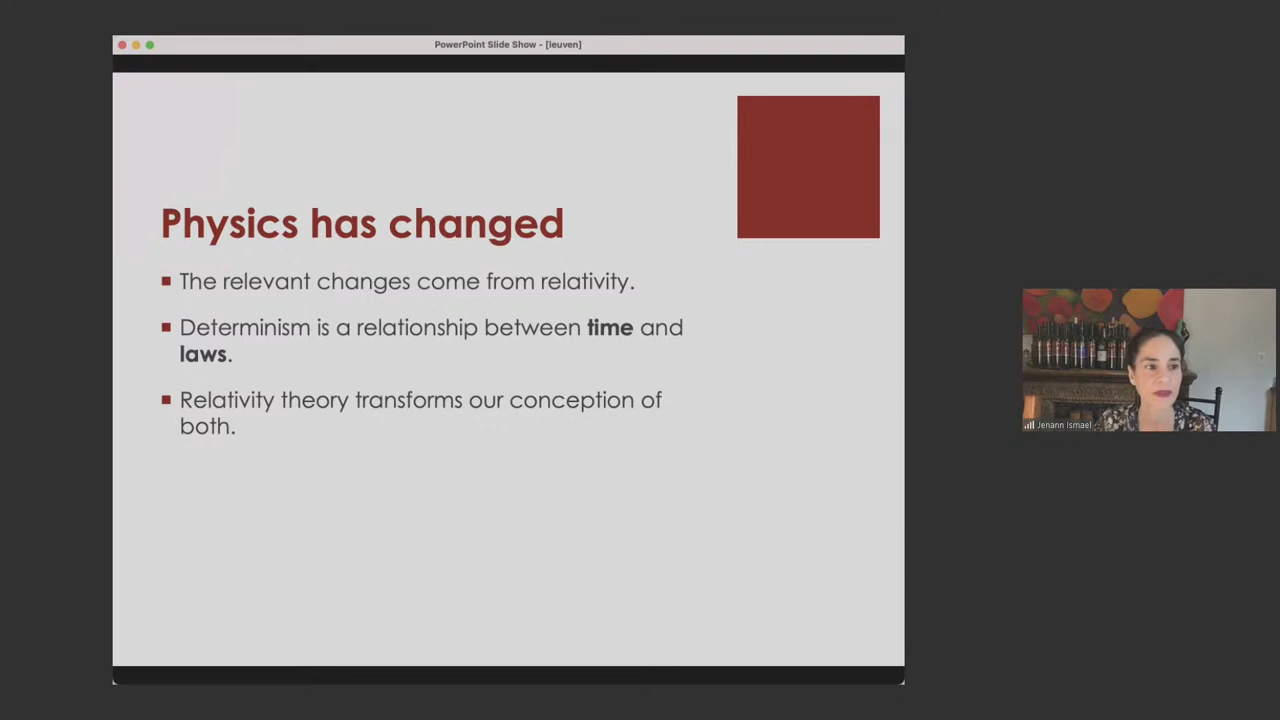 PowerPoint Slide Show - [leuven]
Physics has changed
The relevant changes come from relativity.
Determinism is a relationship between time and
laws.
Relativity theory transforms our conception of
both.
Jenann Ismael